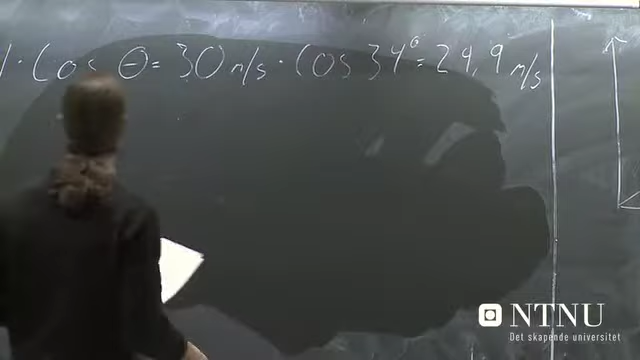 · Cos θ = 30 m/s · Cos 34° = 24,9 m/s
NTNU
Det skapende universitet